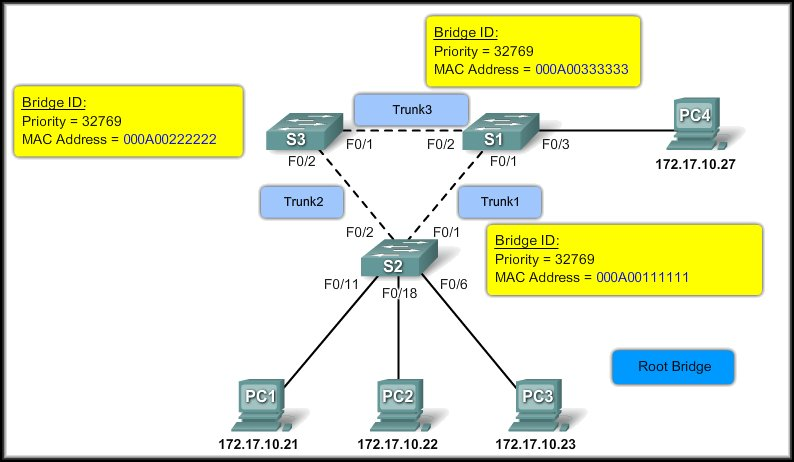 Bridge ID:
Priority = 32769
MAC Address = 000A00333333
Bridge ID:
Priority = 32769
MAC Address = 000A00222222
Trunk3
S3
F0/1
F0/2
S1
F0/3
PC4
F0/2
F0/1
172.17.10.27
Trunk2
Trunk1
F0/2
F0/1
Bridge ID:
Priority = 32769
MAC Address = 000A00111111
S2
F0/11
F0/18
F0/6
Root Bridge
PC1
PC2
PC3
172.17.10.21
172.17.10.22
172.17.10.23